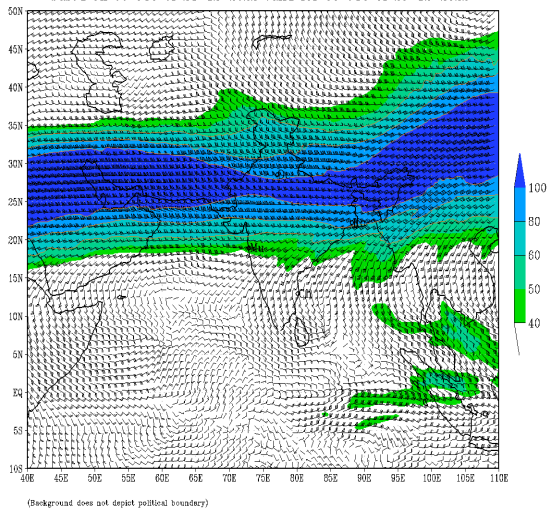 50N
45N
40N
35N
30N
25N
20N
15N
10N
5N
EQ
5S
10S
40E 45E 50E 55E 60E 65E 70E 75E 80E 85E 90E 95E 100E 105E 110E
100
80
60
50
40
(Background does not depict political boundary)